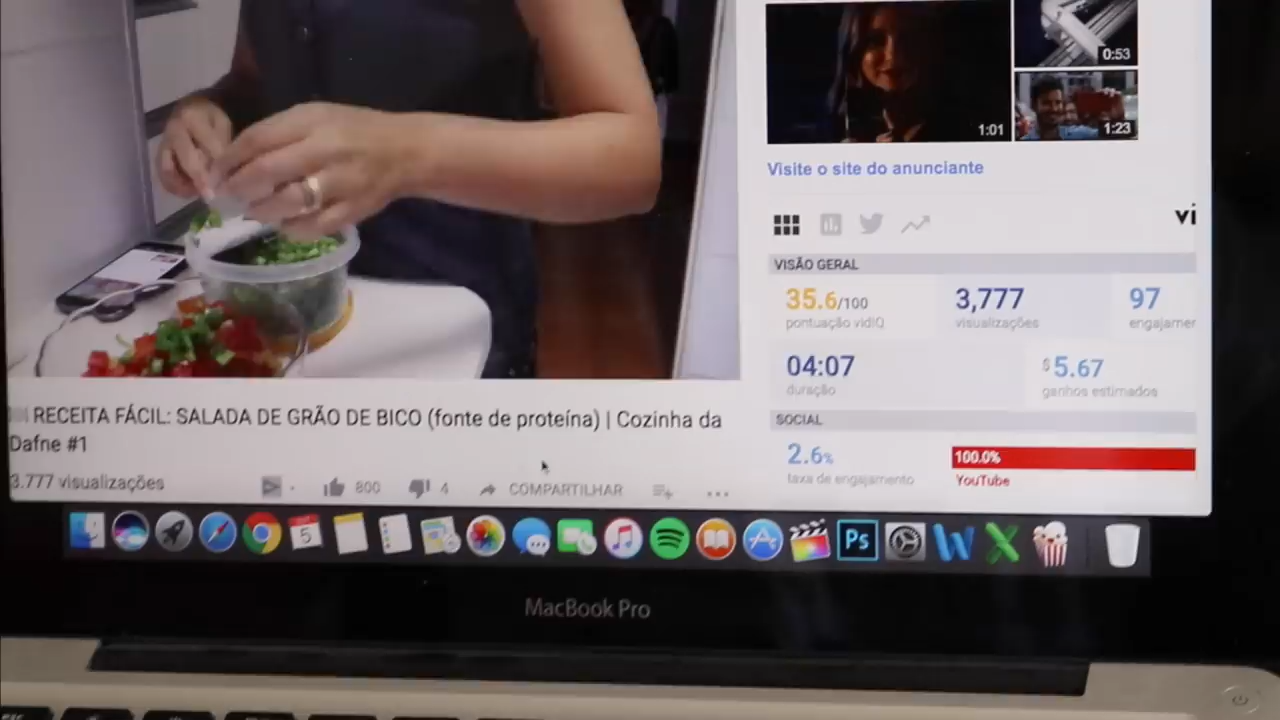 0:53
1:01
1:23
Visite o site do anunciante
vi
VISÃO GERAL
35.6/100
pontuação vidIQ
3,777
visualizações
97
engajamer
04:07
duração
$5.67
ganhos estimados
SOCIAL
2.6%
taxa de engajamento
100.0%
YouTube
RECEITA FÁCIL: SALADA DE GRÃO DE BICO (fonte de proteína) | Cozinha da
Dafne #1
3.777 visualizações
800
4
COMPARTILHAR
5
Ps
MacBook Pro
esc